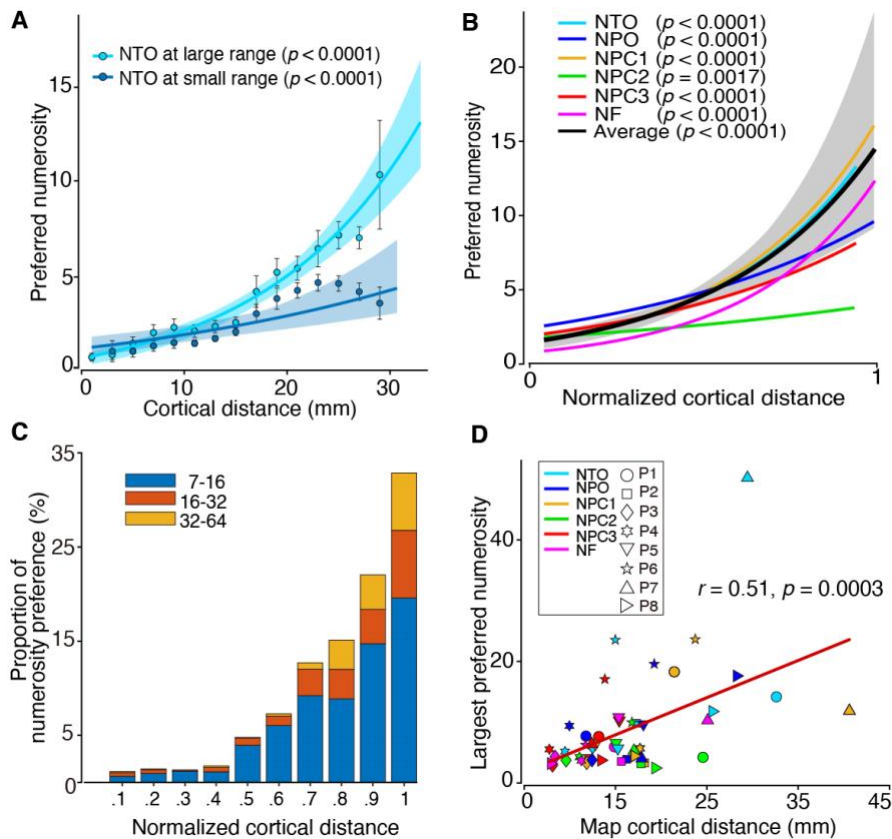 A
NTO at large range (p < 0.0001)
NTO at small range (p < 0.0001)
15
10
5
0
Preferred numerosity
0
10
20
30
Cortical distance (mm)
B
NTO (p < 0.0001)
NPO (p < 0.0001)
NPC1 (p < 0.0001)
NPC2 (p = 0.0017)
NPC3 (p < 0.0001)
NF (p < 0.0001)
Average (p < 0.0001)
20
15
10
5
0
Preferred numerosity
0
1
Normalized cortical distance
C
35
25
15
5
0
Proportion of
numerosity preference (%)
7-16
16-32
32-64
.1 .2 .3 .4 .5 .6 .7 .8 .9 1
Normalized cortical distance
D
NTO
NPO
NPC1
NPC2
NPC3
NF
P1
P2
P3
P4
P5
P6
P7
P8
r = 0.51, p = 0.0003
40
20
0
Largest preferred numerosity
0 15 25 35 45
Map cortical distance (mm)